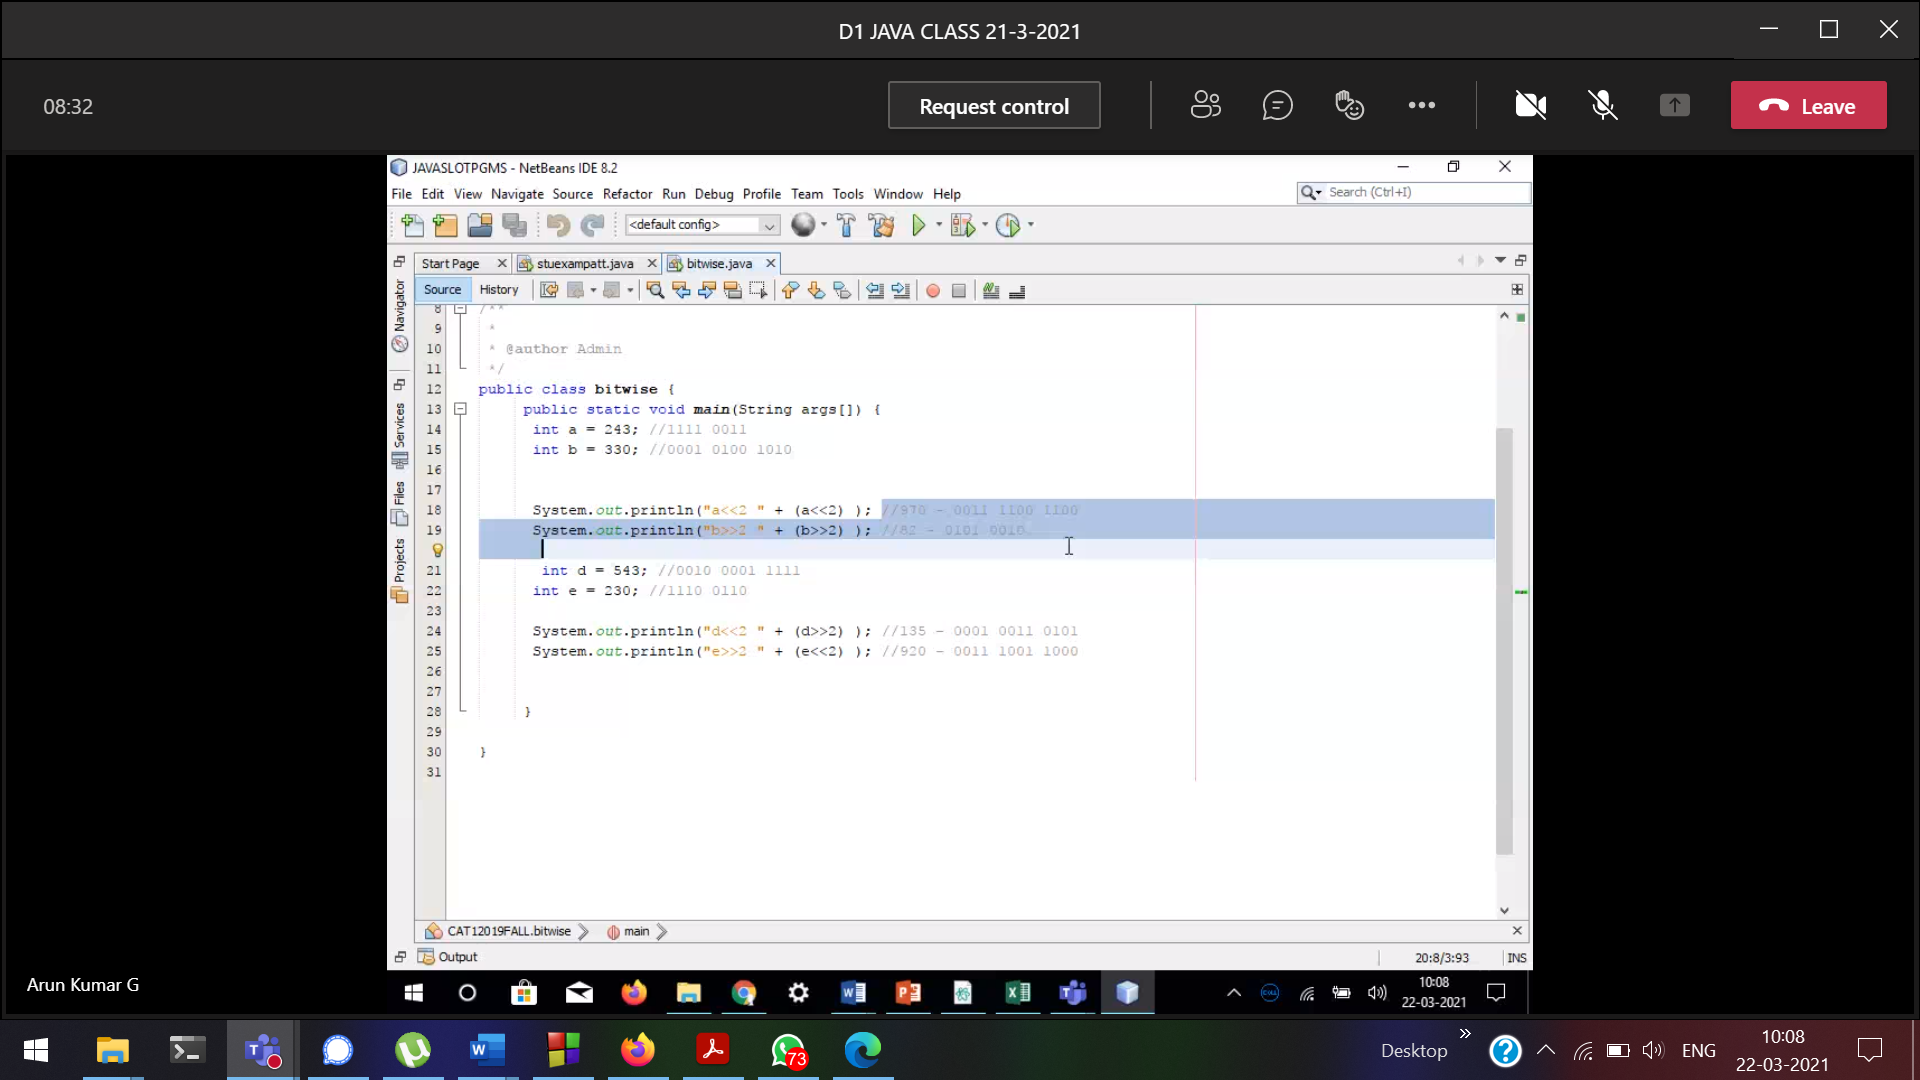 D1 JAVA CLASS 21-3-2021
08:32
Request control
Leave
JAVASLOTPGMS - NetBeans IDE 8.2
File Edit View Navigate Source Refactor Run Debug Profile Team Tools Window Help
Search (Ctrl+I)
<default config>
Start Page stuexampatt.java bitwise.java
Source History
Navigator
Services
Files
Projects
8 /**
9 *
10 * @author Admin
11 */
12 public class bitwise {
13 public static void main(String args[]) {
14 int a = 243; //1111 0011
15 int b = 330; //0001 0100 1010
16
17
18 System.out.println("a<<2 " + (a<<2) ); //970 - 0011 1100 1100
19 System.out.println("b>>2 " + (b>>2) ); //82 - 0101 0010
21 int d = 543; //0010 0001 1111
22 int e = 230; //1110 0110
23
24 System.out.println("d<<2 " + (d>>2) ); //135 - 0001 0011 0101
25 System.out.println("e>>2 " + (e<<2) ); //920 - 0011 1001 1000
26
27
28 }
29
30 }
31
CAT12019FALL.bitwise main
Output
20:8/3:93 INS
Arun Kumar G
10:08
22-03-2021
73
Desktop
ENG
10:08
22-03-2021